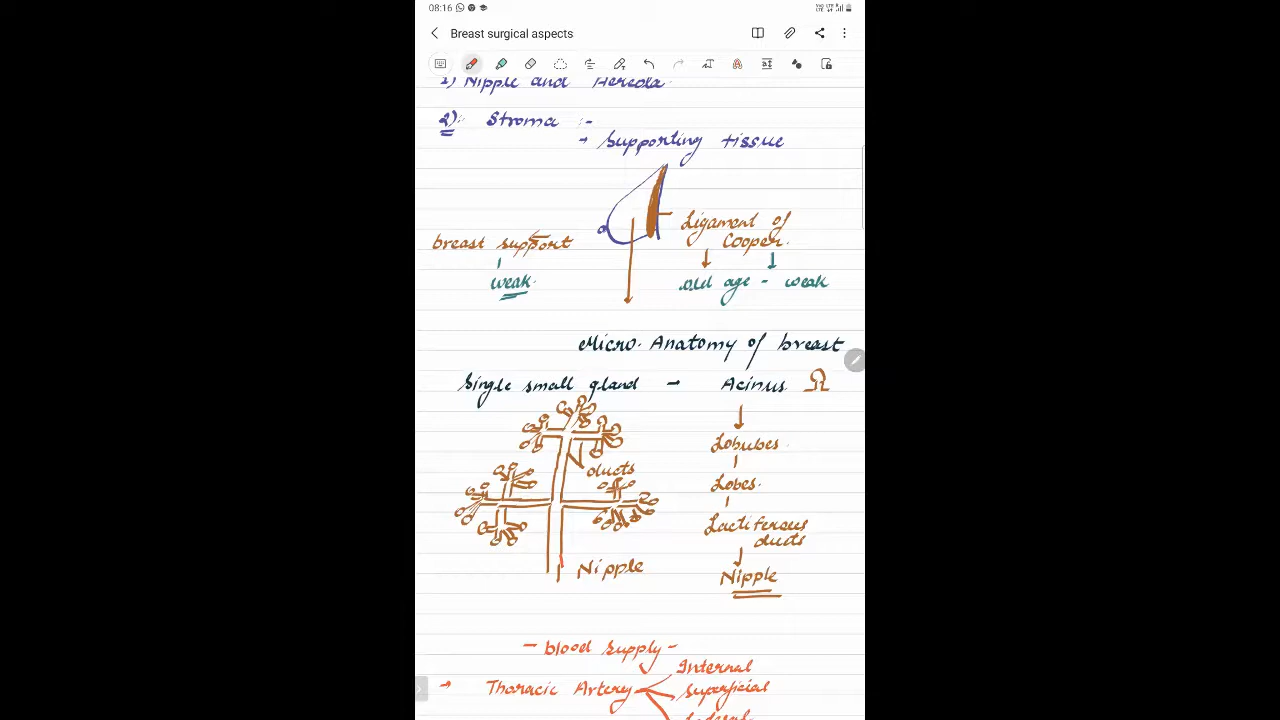 08:16
Breast surgical aspects
1) Nipple and Aereola
2): Stroma :-
→ Supporting tissue
Ligament of
Cooper.
breast support
weak.
Old age - weak
Micro. Anatomy of breast
Single small gland → Acinus Ω
Lobubes
ducts
Lobes.
Lactiferous
ducts
Nipple
Nipple
- blood supply -
Internal
→ Thoracic Artery
superficial